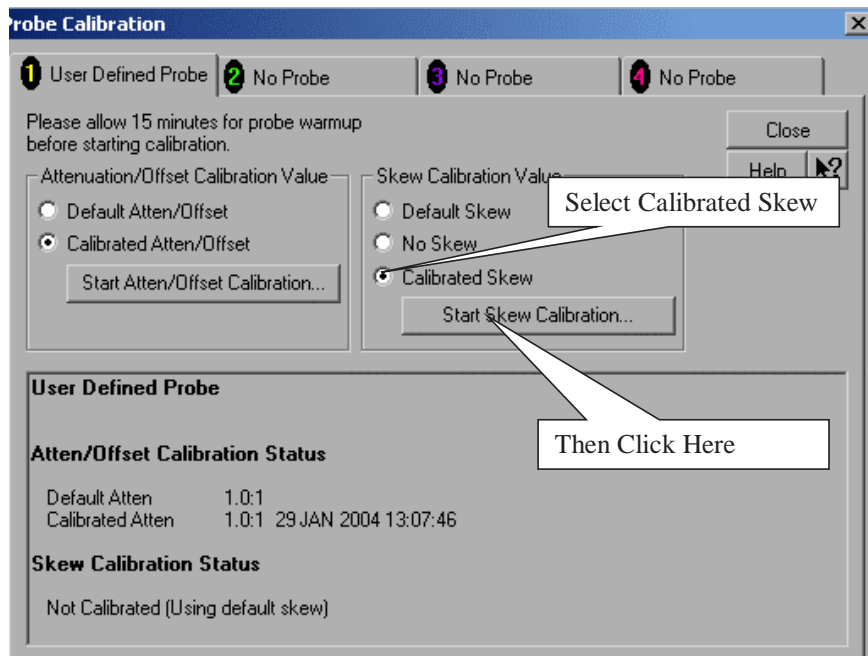 Probe Calibration
1 User Defined Probe
2 No Probe
3 No Probe
4 No Probe
Please allow 15 minutes for probe warmup
before starting calibration.
Close
Help
Attenuation/Offset Calibration Value
Default Atten/Offset
Calibrated Atten/Offset
Start Atten/Offset Calibration...
Skew Calibration Value
Default Skew
No Skew
Calibrated Skew
Start Skew Calibration...
Select Calibrated Skew
Then Click Here
User Defined Probe
Atten/Offset Calibration Status
Default Atten 1.0:1
Calibrated Atten 1.0:1 29 JAN 2004 13:07:46
Skew Calibration Status
Not Calibrated (Using default skew)